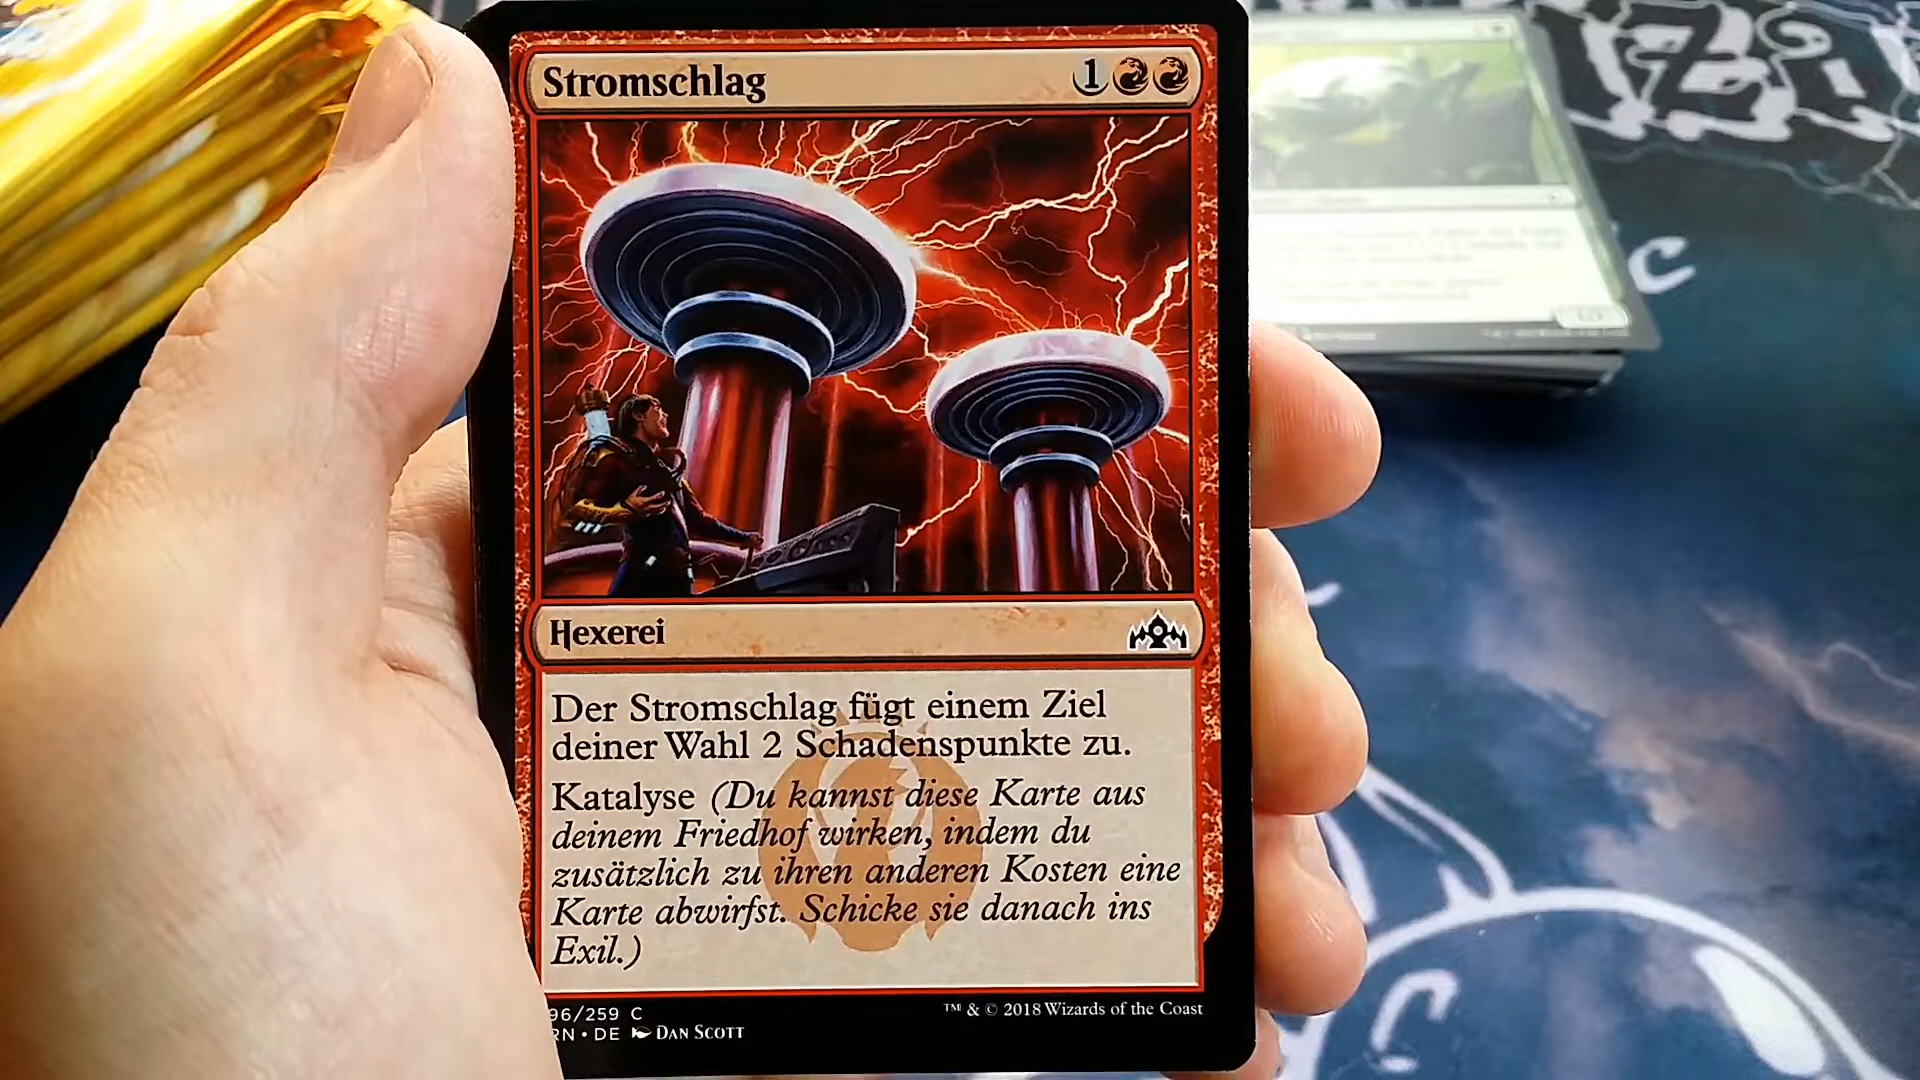 Stromschlag
1
Hexerei
Der Stromschlag fügt einem Ziel
deiner Wahl 2 Schadenspunkte zu.
Katalyse (Du kannst diese Karte aus
deinem Friedhof wirken, indem du
zusätzlich zu ihren anderen Kosten eine
Karte abwirfst. Schicke sie danach ins
Exil.)
96/259 C
RN • DE DAN SCOTT
™ & © 2018 Wizards of the Coast